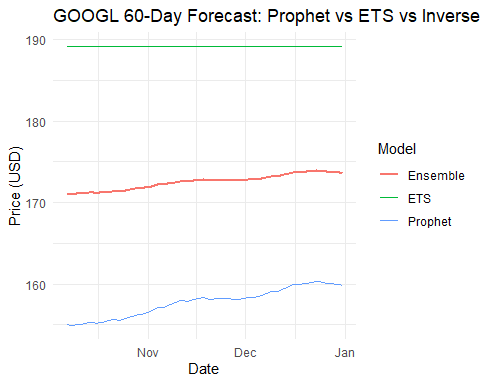 GOOGL 60-Day Forecast: Prophet vs ETS vs Inverse
190
180
170
160
Price (USD)
Nov
Dec
Jan
Date
Model
Ensemble
ETS
Prophet